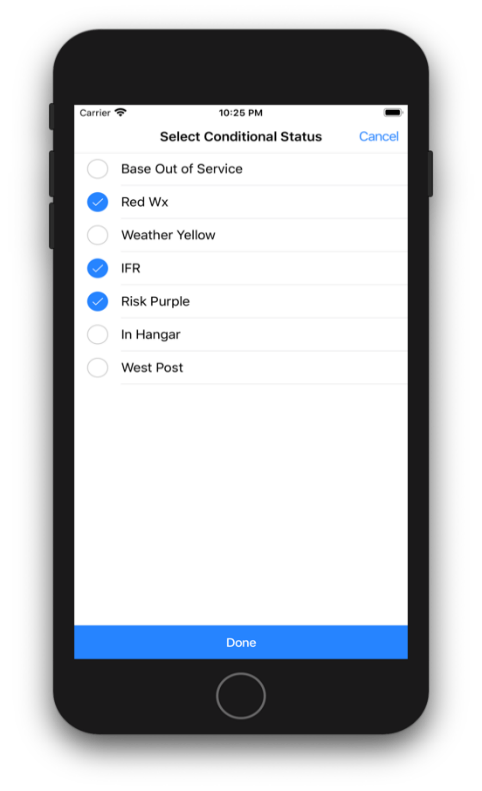 Carrier 10:25 PM
Select Conditional Status Cancel
Base Out of Service
Red Wx
Weather Yellow
IFR
Risk Purple
In Hangar
West Post
Done